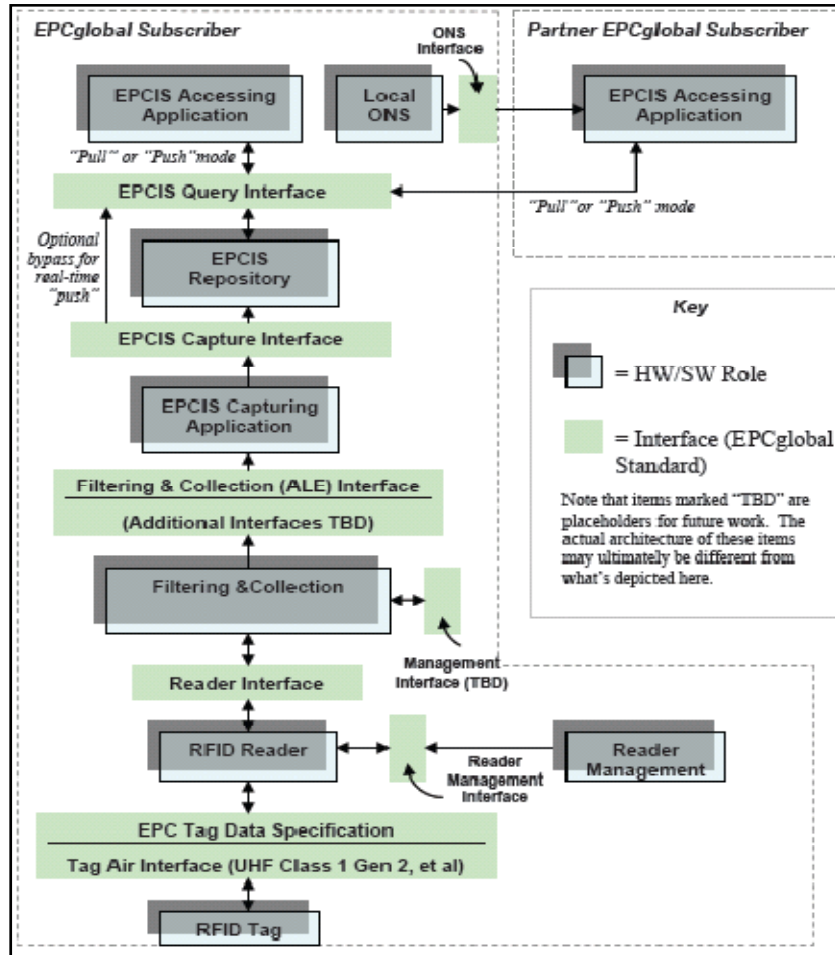 EPCglobal Subscriber
ONS
Interface
Partner EPCglobal Subscriber
EPCIS Accessing
Application
Local
ONS
EPCIS Accessing
Application
"Pull" or "Push" mode
EPCIS Query Interface
"Pull" or "Push" mode
Optional
bypass for
real-time
"push"
EPCIS
Repository
EPCIS Capture Interface
EPCIS Capturing
Application
Filtering & Collection (ALE) Interface
(Additional Interfaces TBD)
Filtering &Collection
Management
Interface (TBD)
Reader Interface
RFID Reader
Reader
Management
Interface
Reader
Management
EPC Tag Data Specification
Tag Air Interface (UHF Class 1 Gen 2, et al)
RFID Tag
Key
= HW/SW Role
= Interface (EPCglobal
Standard)
Note that items marked "TBD" are
placeholders for future work. The
actual architecture of these items
may ultimately be different from
what's depicted here.